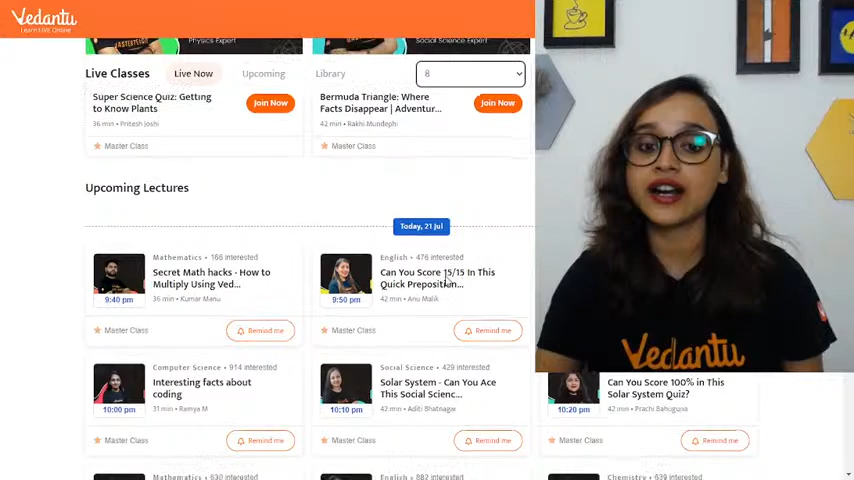 Vedantu
Learn LIVE Online
Physics Expert
Social Science Expert
Live Classes
Live Now
Upcoming
Library
8
Super Science Quiz: Getting
to Know Plants
Join Now
36 min • Pritesh Joshi
Master Class
Bermuda Triangle: Where
Facts Disappear | Adventur...
Join Now
42 min • Rakhi Mundephi
Master Class
Upcoming Lectures
Today, 21 Jul
Mathematics • 166 interested
Secret Math hacks - How to
Multiply Using Ved...
9:40 pm
36 min • Kumar Manu
Master Class
Remind me
English • 476 interested
Can You Score 15/15 In This
Quick Preposition...
9:50 pm
42 min • Anu Malik
Master Class
Remind me
Computer Science • 914 interested
Interesting facts about
coding
10:00 pm
31 min • Ramya M
Master Class
Remind me
Social Science • 429 interested
Solar System - Can You Ace
This Social Scienc...
10:10 pm
42 min • Aditi Bhatnagar
Master Class
Remind me
Can You Score 100% in This
Solar System Quiz?
10:20 pm
42 min • Prachi Bahuguna
Master Class
Remind me
Mathematics • 630 interested
English • 882 interested
Chemistry • 639 interested
Vedantu